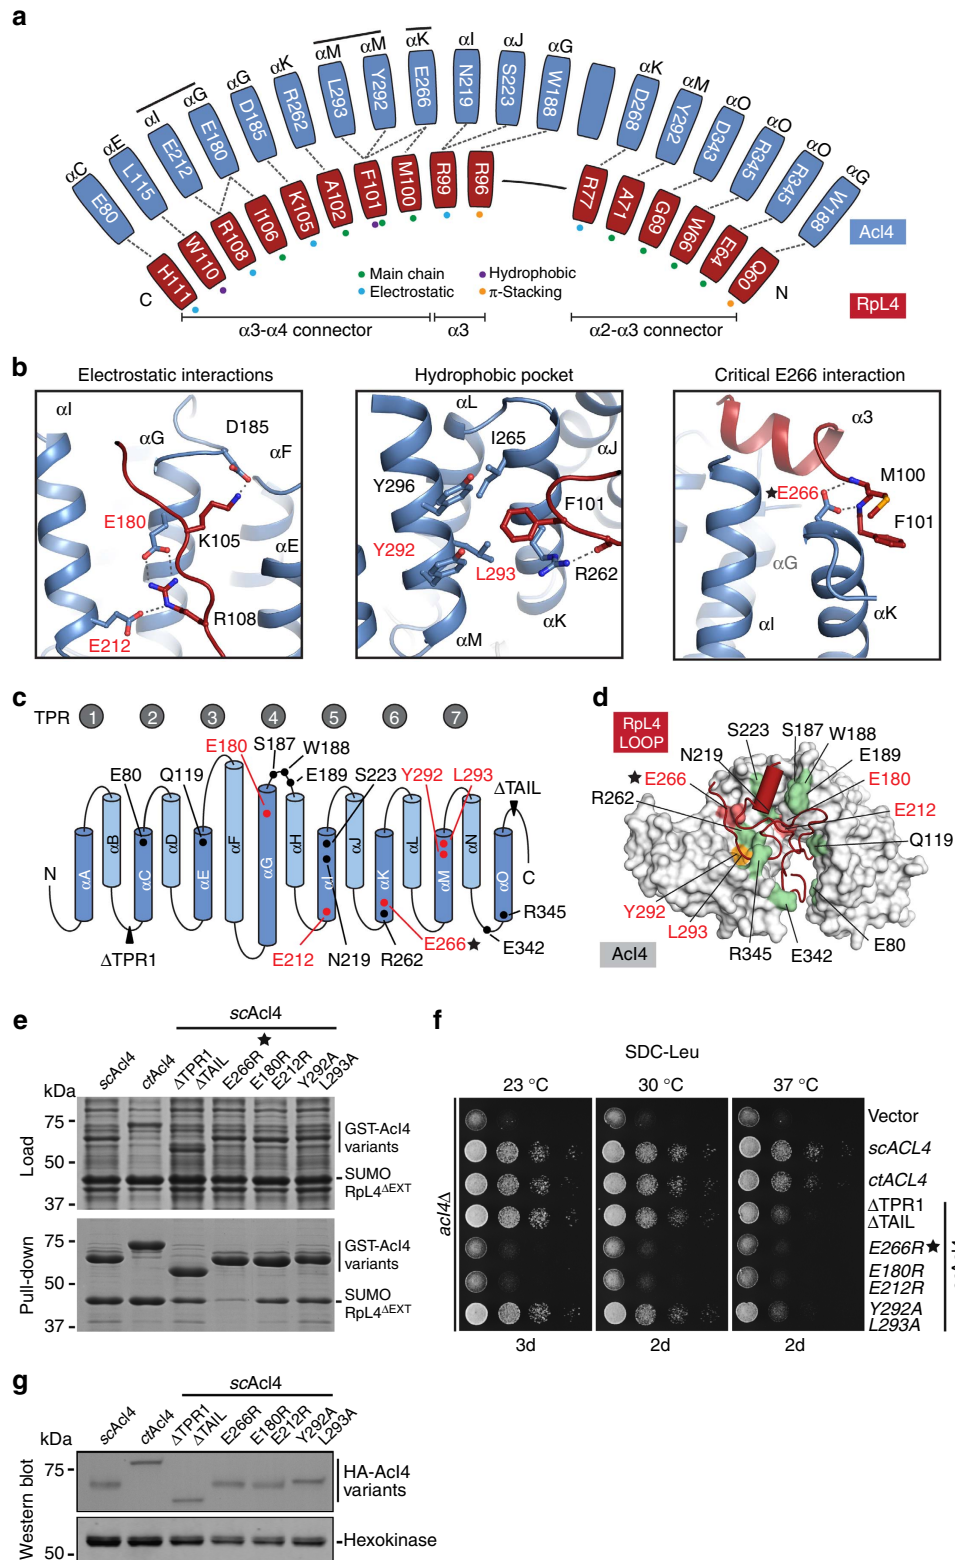 a
αC αE αI αG αG αK αM αM αK αI αJ αG αK αM αO αO αO αG
E80 L115 E212 E180 D185 R262 L293 Y292 E266 N219 S223 W188 D268 Y292 D343 R345 R345 W188
H111 W110 R108 I106 K105 A102 F101 M100 R99 R96 R77 A71 G69 W66 E64 Q60
C
N
Acl4
RpL4
Main chain
Hydrophobic
Electrostatic
π-Stacking
α3-α4 connector
α3
α2-α3 connector
b
Electrostatic interactions
αI
αG
D185
αF
E180
K105
αE
R108
E212
Hydrophobic pocket
αL
I265
αJ
Y296
F101
Y292
L293
R262
αK
αM
Critical E266 interaction
α3
M100
★E266
F101
αG
αI
αK
c
TPR 1 2 3 4 5 6 7
E180 S187 W188
E80 Q119 E189 S223 Y292 L293
ΔTAIL
N αA αB αC αD αE αF αG αH αI αJ αK αL αM αN αO C
R345
ΔTPR1
E212 N219 R262 E266★ E342
d
RpL4
LOOP
S223 S187 W188
N219 E189
★E266 E180
R262 E212
Q119
Y292
L293
R345 E342 E80
Acl4
e
scAcl4
★
scAcl4 ctAcl4 ΔTPR1 ΔTAIL E266R E180R E212R Y292A L293A
kDa
75
50
37
Load
GST-Acl4
variants
SUMO
RpL4ΔEXT
75
50
37
Pull-down
GST-Acl4
variants
SUMO
RpL4ΔEXT
f
SDC-Leu
23 °C 30 °C 37 °C
acl4Δ
Vector
scACL4
ctACL4
ΔTPR1
ΔTAIL
E266R★
E180R
E212R
Y292A
L293A
3d 2d 2d
g
scAcl4
scAcl4 ctAcl4 ΔTPR1 ΔTAIL E266R E180R E212R Y292A L293A
kDa
75
50
Western blot
HA-Acl4
variants
Hexokinase